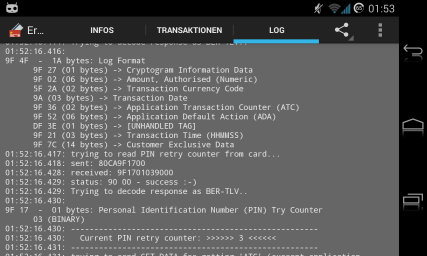 01:53
Er...
INFOS
TRANSAKTIONEN
LOG
01:52:16.417: Trying to decode response as BER-TLV..
01:52:16.416:
9F 4F  -  1A bytes: Log Format
9F 27 (01 bytes) -> Cryptogram Information Data
9F 02 (06 bytes) -> Amount, Authorised (Numeric)
5F 2A (02 bytes) -> Transaction Currency Code
9A (03 bytes) -> Transaction Date
9F 36 (02 bytes) -> Application Transaction Counter (ATC)
9F 52 (06 bytes) -> Application Default Action (ADA)
DF 3E (01 bytes) -> [UNHANDLED TAG]
9F 21 (03 bytes) -> Transaction Time (HHMMSS)
9F 7C (14 bytes) -> Customer Exclusive Data
01:52:16.417: trying to read PIN retry counter from card...
01:52:16.418: sent: 80CA9F1700
01:52:16.428: received: 9F1701039000
01:52:16.429: status: 90 00 - success :-)
01:52:16.429: Trying to decode response as BER-TLV..
01:52:16.430:
9F 17  -  01 bytes: Personal Identification Number (PIN) Try Counter
03 (BINARY)
01:52:16.430: --------------------------------------------------
01:52:16.430:   Current PIN retry counter: >>>>>> 3 <<<<<<
01:52:16.431: --------------------------------------------------